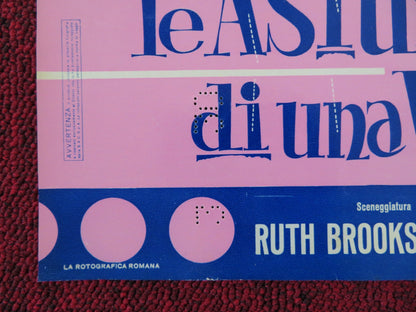 le ASTU
di una V
AVVERTENZA
Sceneggiatura
RUTH BROOKS
LA ROTOGRAFICA ROMANA